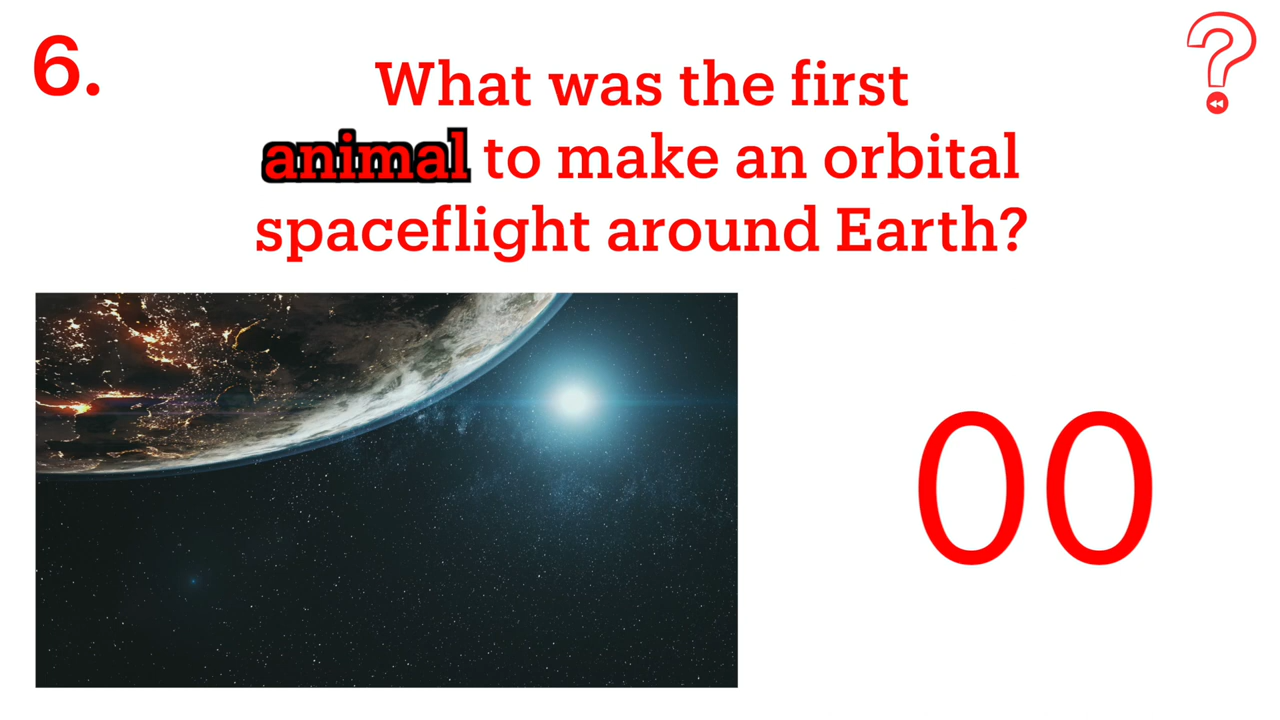 6.
What was the first
animal to make an orbital
spaceflight around Earth?
?
00